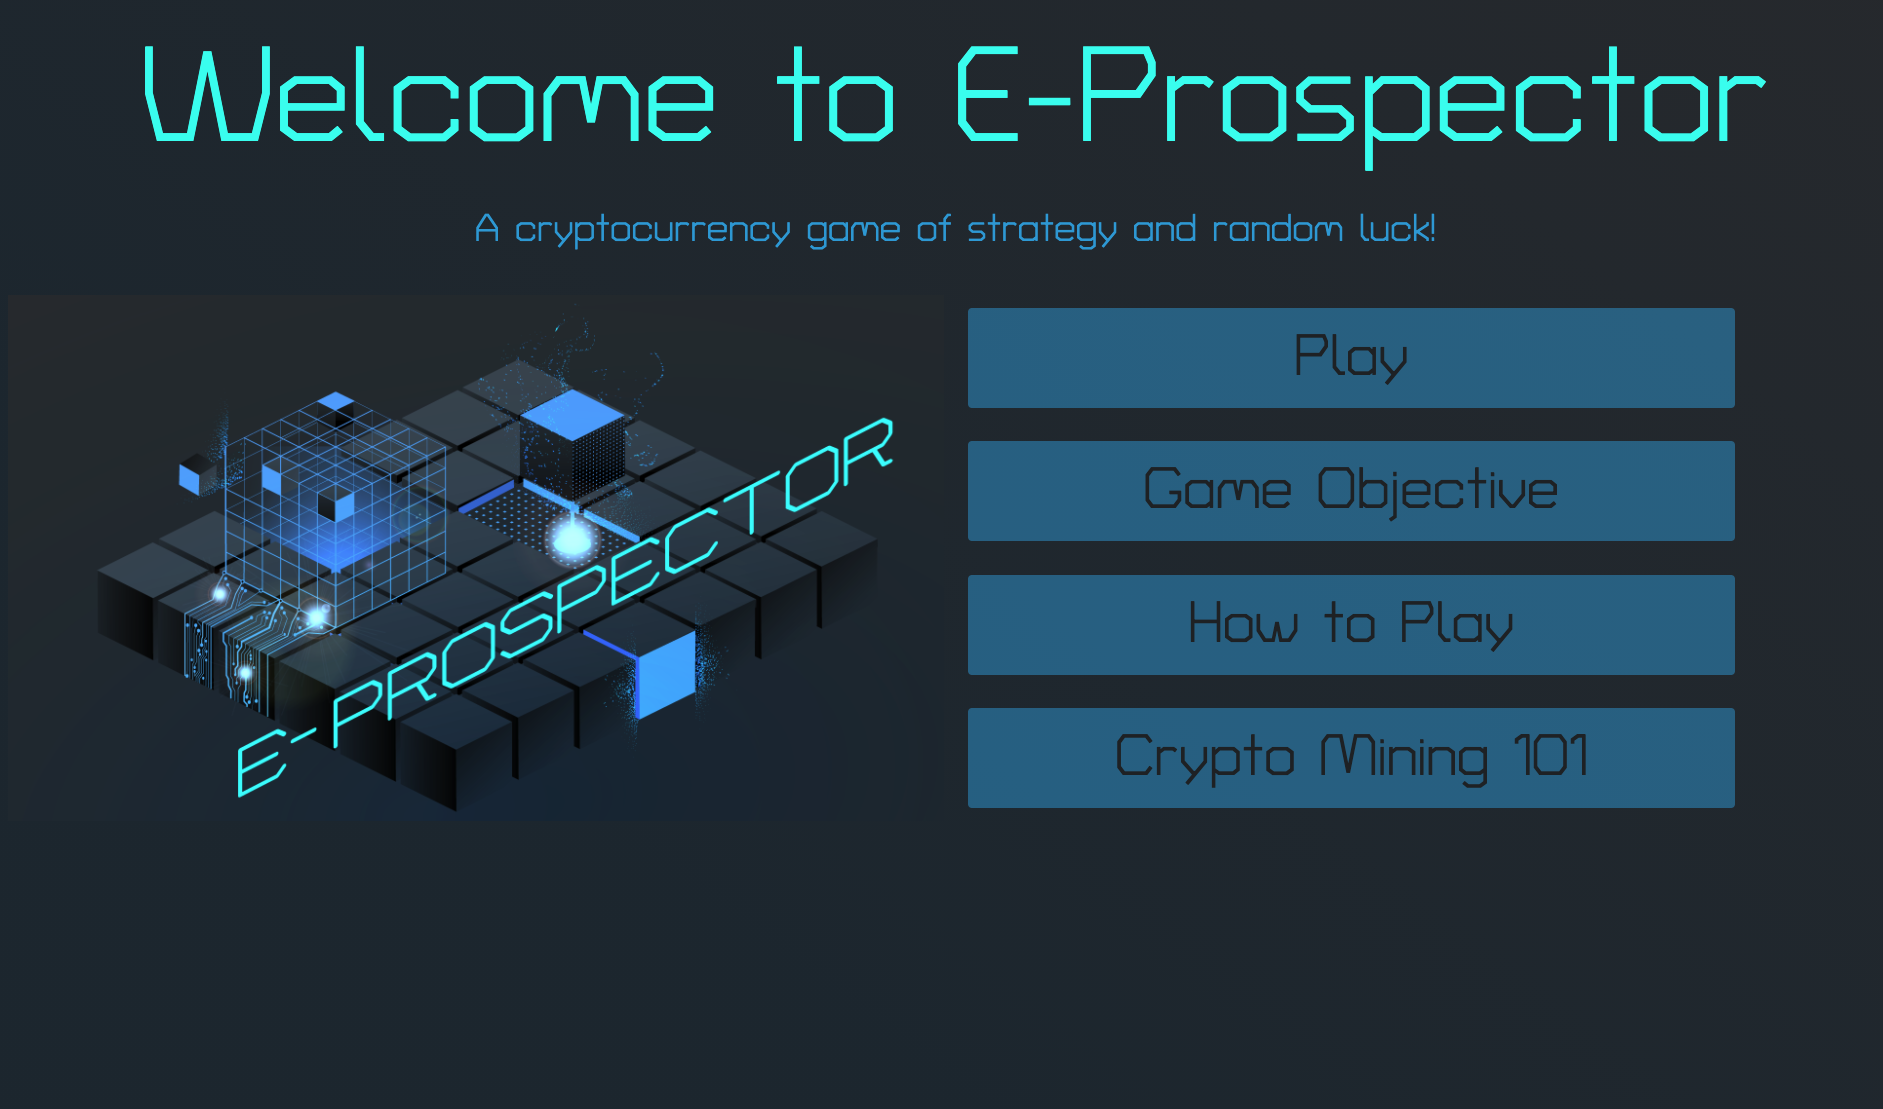 Welcome to E-Prospector
A cryptocurrency game of strategy and random luck!
E-PROSPECTOR
Play
Game Objective
How to Play
Crypto Mining 101